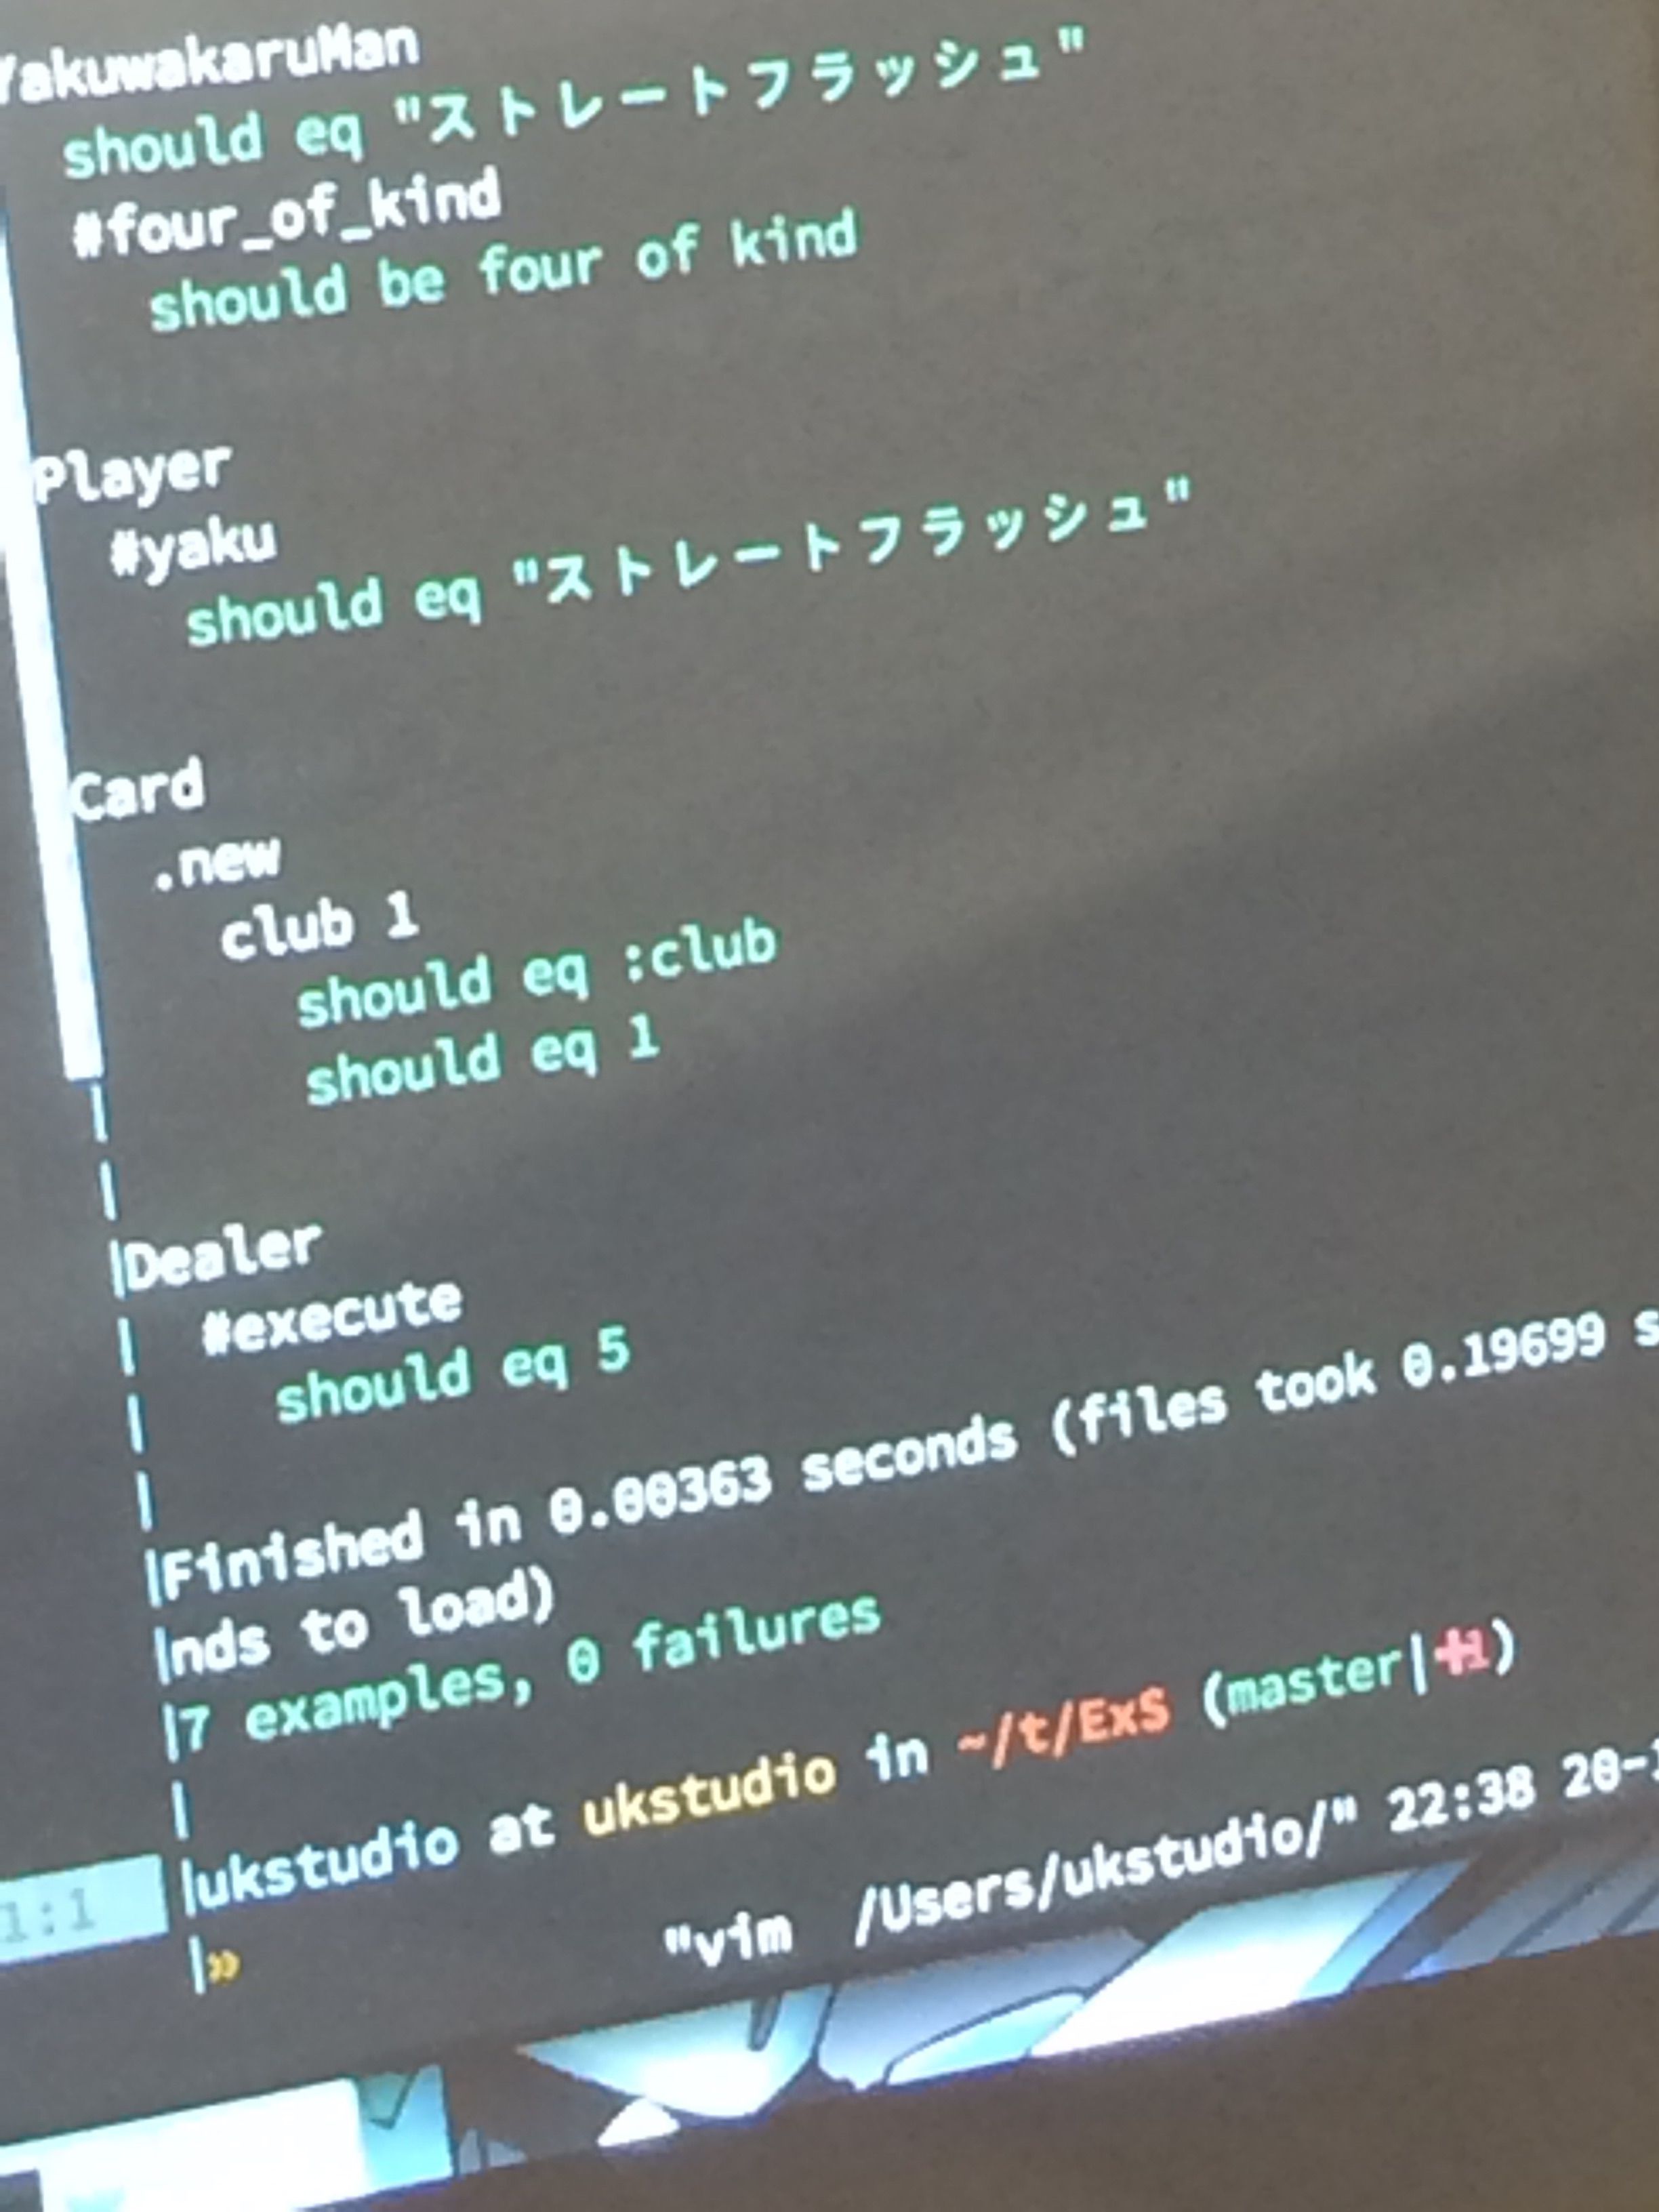 YakuwakaruMan
should eq "ストレートフラッシュ"
#four_of_kind
should be four of kind
Player
#yaku
should eq "ストレートフラッシュ"
Card
.new
club 1
should eq :club
should eq 1
Dealer
#execute
should eq 5
Finished in 0.00363 seconds (files took 0.19699 s
nds to load)
7 examples, 0 failures
ukstudio at ukstudio in ~/t/ExS (master|✚1)
1:1
»
"vim /Users/ukstudio/" 22:38 20-